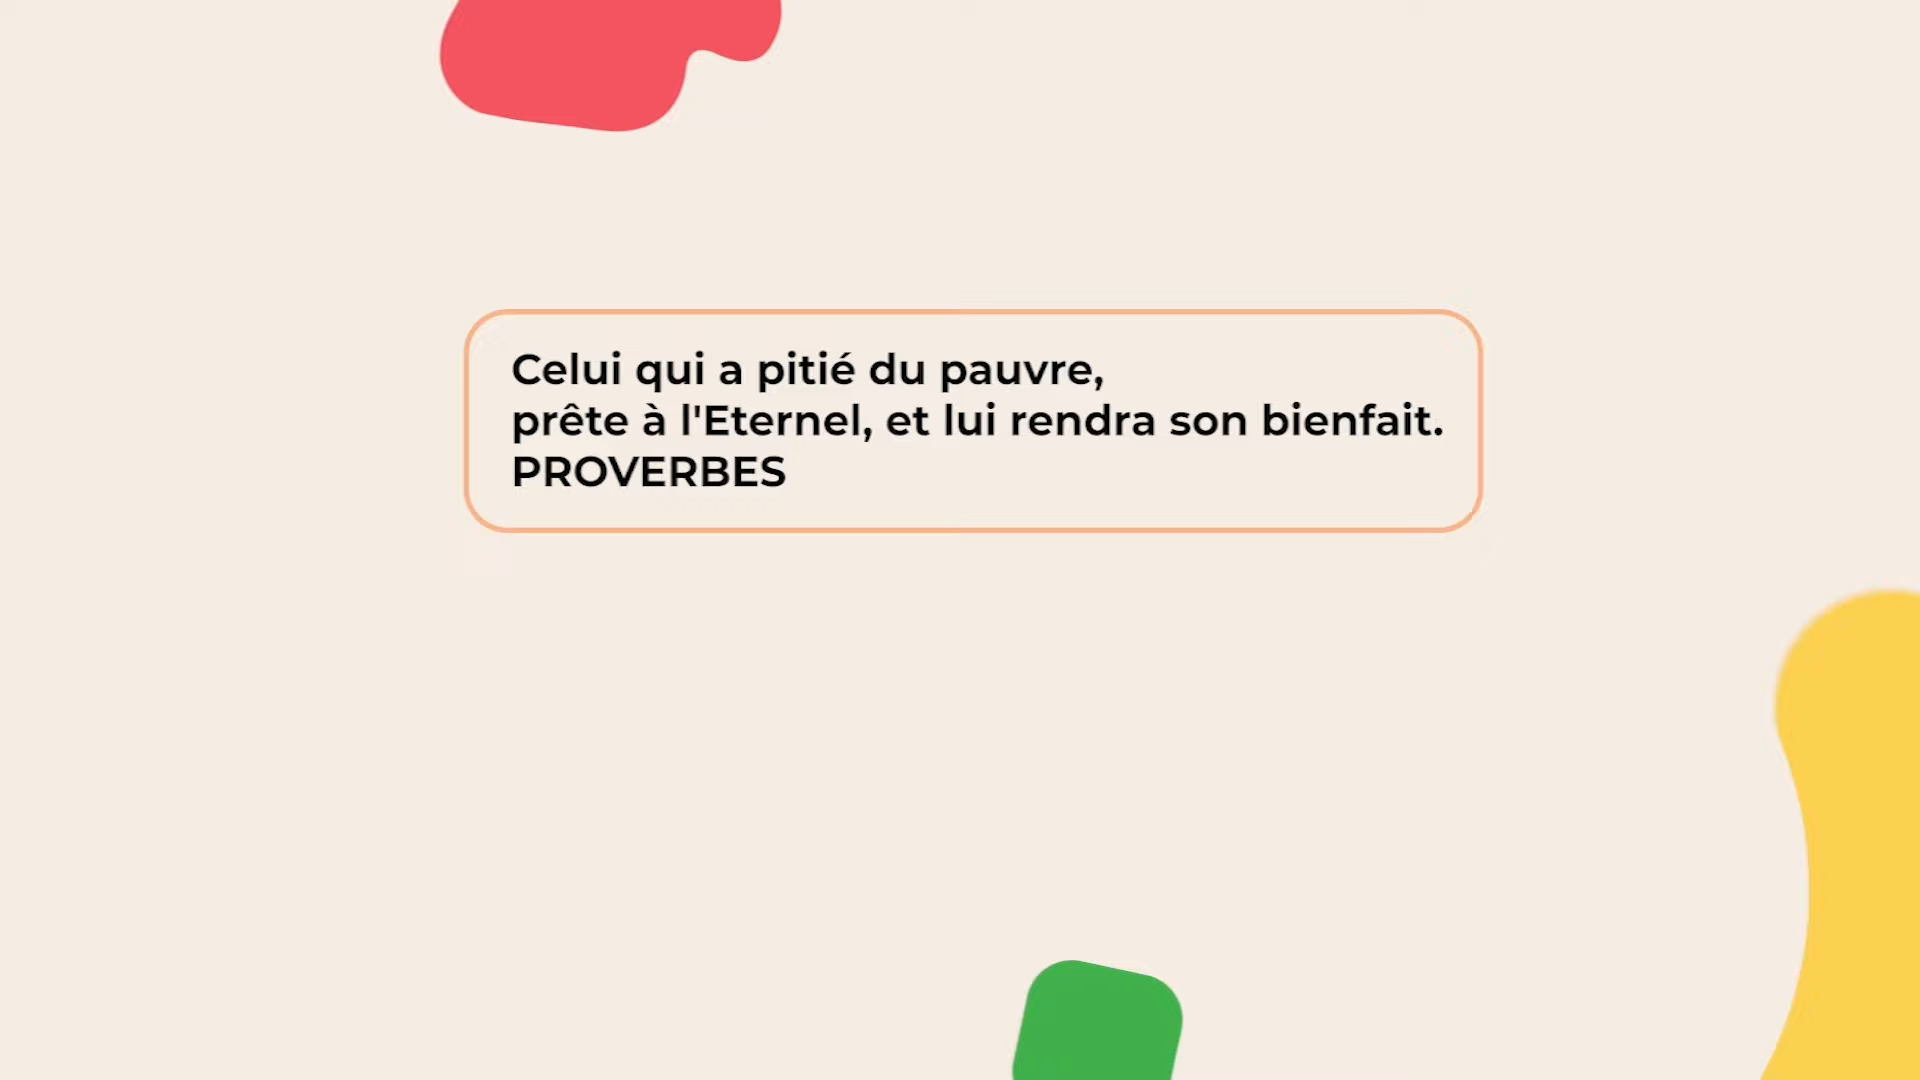 Celui qui a pitié du pauvre,
prête à l'Eternel, et lui rendra son bienfait.
PROVERBES